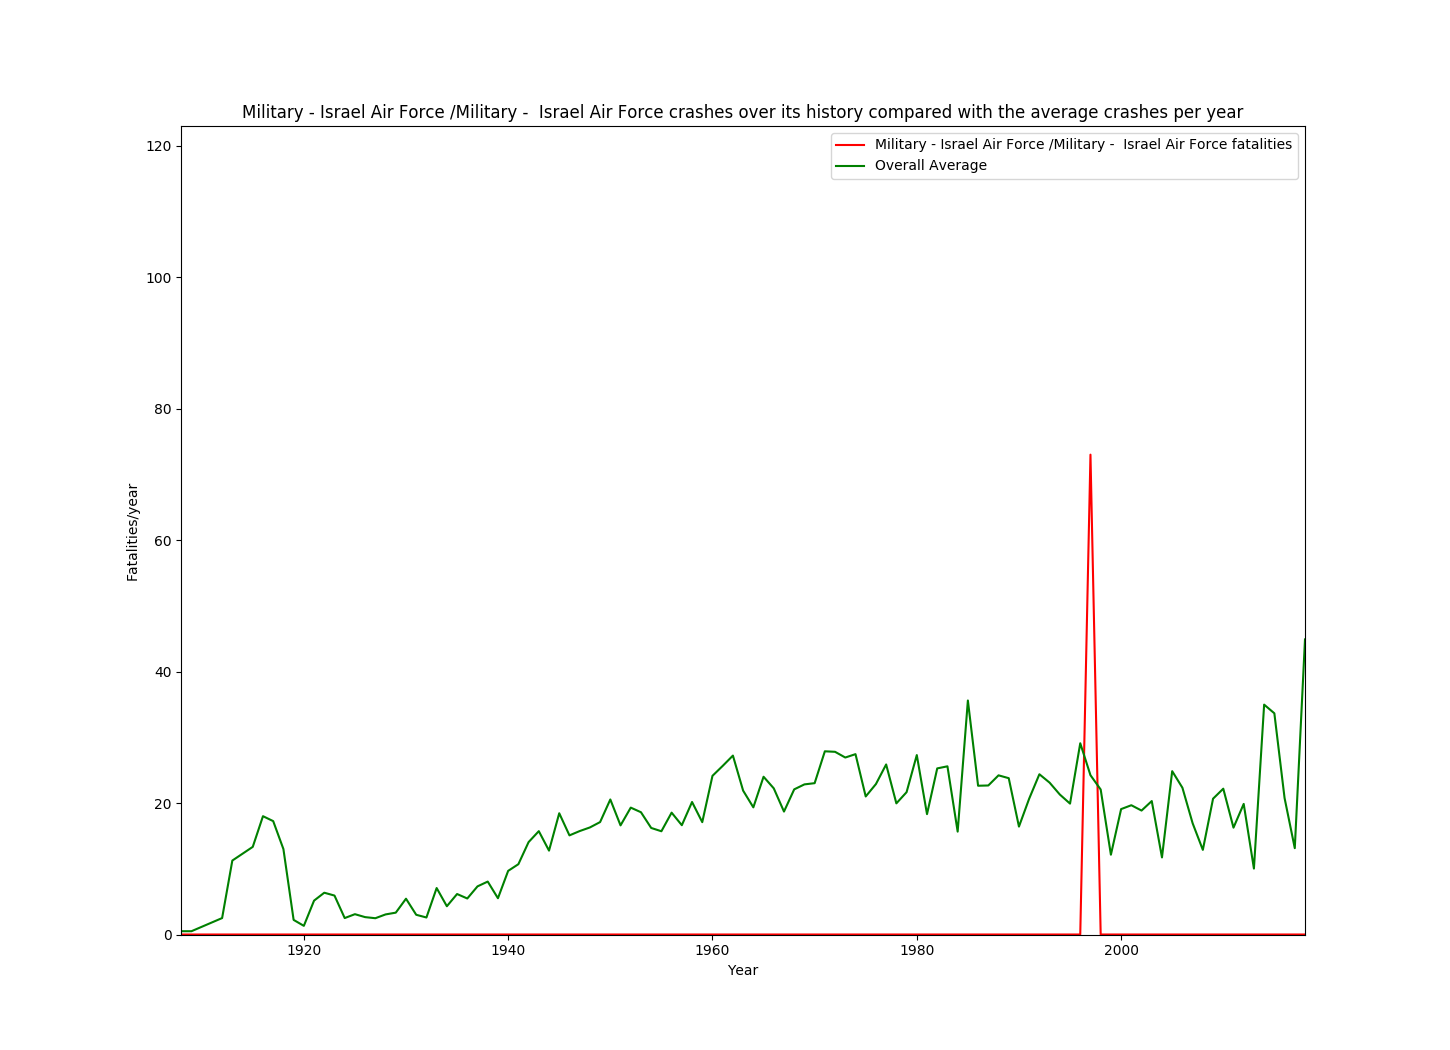 Military - Israel Air Force /Military -  Israel Air Force crashes over its history compared with the average crashes per year
Military - Israel Air Force /Military -  Israel Air Force fatalities
Overall Average
120
100
80
60
40
20
0
Fatalities/year
1920 1940 1960 1980 2000
Year